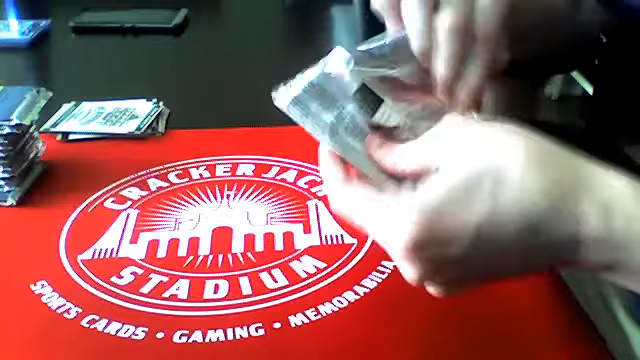 CRACKER JACK
STADIUM
SPORTS CARDS • GAMING • MEMORABILIA